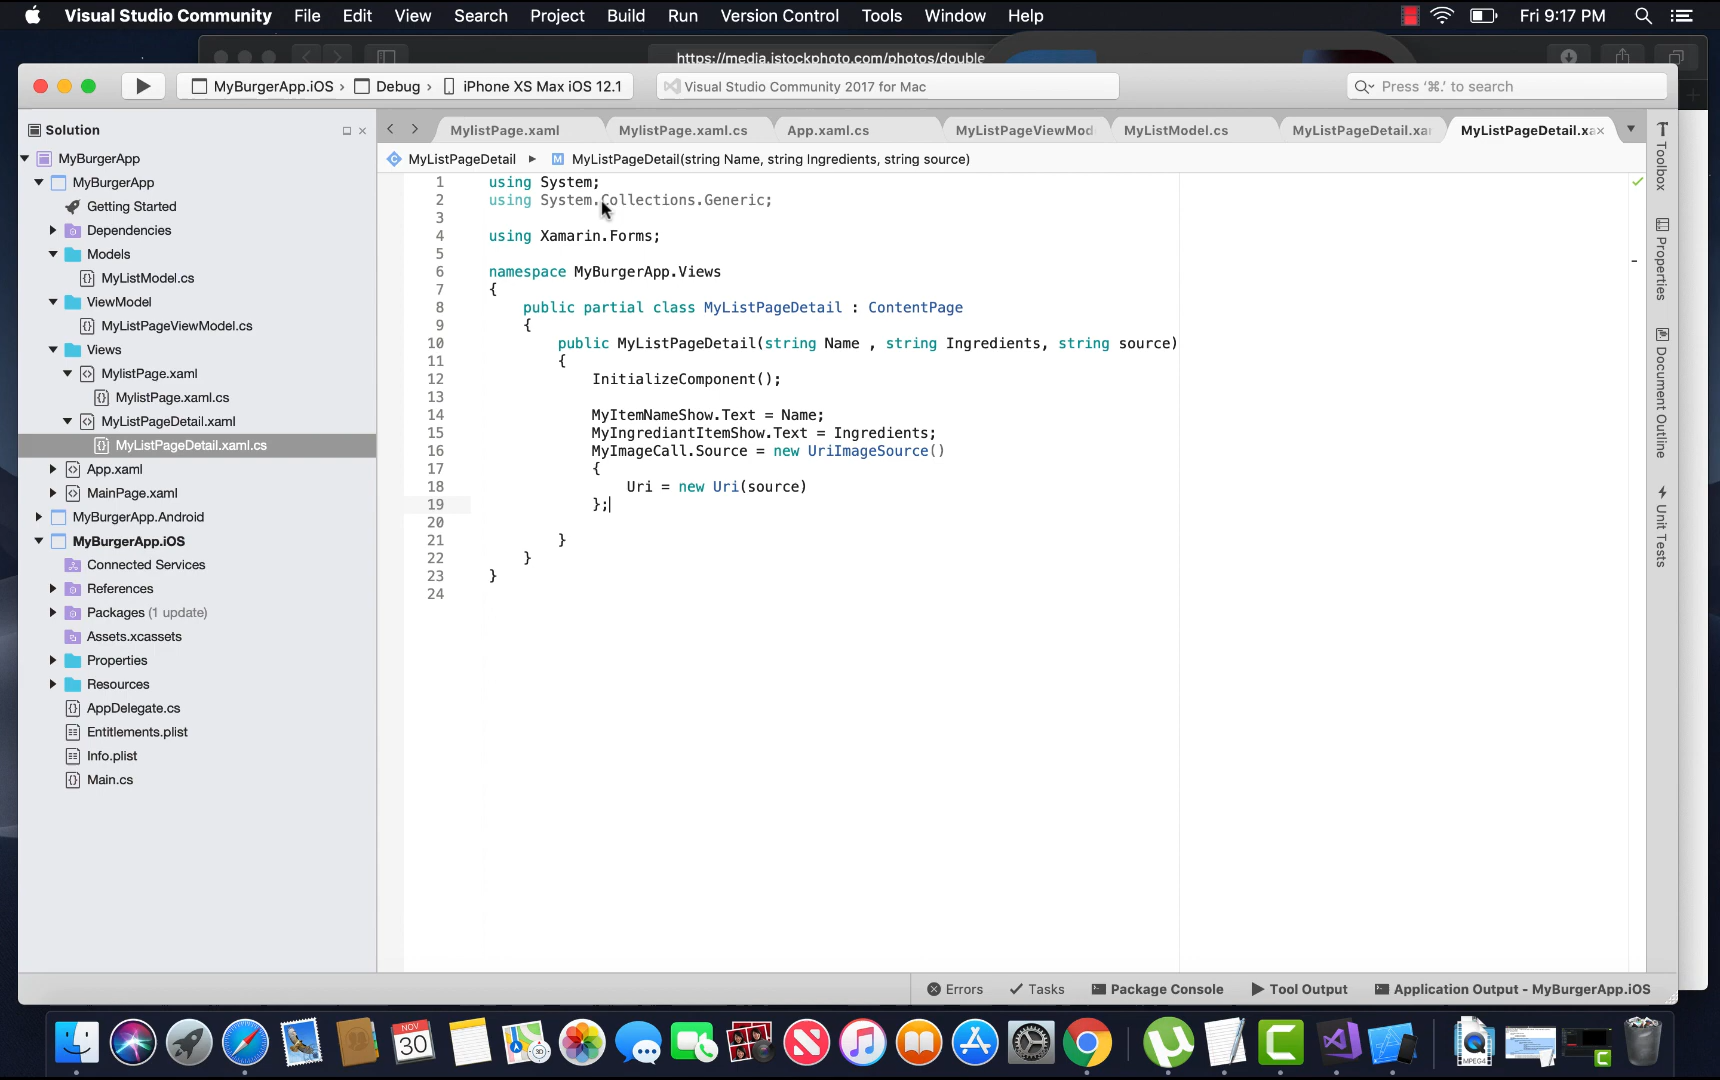 Visual Studio Community File Edit View Search Project Build Run Version Control Tools Window Help Fri 9:17 PM
https://media.istockphoto.com/photos/double
MyBurgerApp.iOS › Debug › iPhone XS Max iOS 12.1 Visual Studio Community 2017 for Mac Press '⌘.' to search
Solution
MyBurgerApp
MyBurgerApp
Getting Started
Dependencies
Models
MyListModel.cs
ViewModel
MyListPageViewModel.cs
Views
MylistPage.xaml
MylistPage.xaml.cs
MyListPageDetail.xaml
MyListPageDetail.xaml.cs
App.xaml
MainPage.xaml
MyBurgerApp.Android
MyBurgerApp.iOS
Connected Services
References
Packages (1 update)
Assets.xcassets
Properties
Resources
AppDelegate.cs
Entitlements.plist
Info.plist
Main.cs
MylistPage.xaml MylistPage.xaml.cs App.xaml.cs MyListPageViewMod MyListModel.cs MyListPageDetail.xar MyListPageDetail.xa
MyListPageDetail MyListPageDetail(string Name, string Ingredients, string source)
1 using System;
2 using System.Collections.Generic;
3
4 using Xamarin.Forms;
5
6 namespace MyBurgerApp.Views
7 {
8 public partial class MyListPageDetail : ContentPage
9 {
10 public MyListPageDetail(string Name , string Ingredients, string source)
11 {
12 InitializeComponent();
13
14 MyItemNameShow.Text = Name;
15 MyIngrediantItemShow.Text = Ingredients;
16 MyImageCall.Source = new UriImageSource()
17 {
18 Uri = new Uri(source)
19 };
20
21 }
22 }
23 }
24
Toolbox
Properties
Document Outline
Unit Tests
Errors Tasks Package Console Tool Output Application Output - MyBurgerApp.iOS
NOV
30
3D
MPEG4